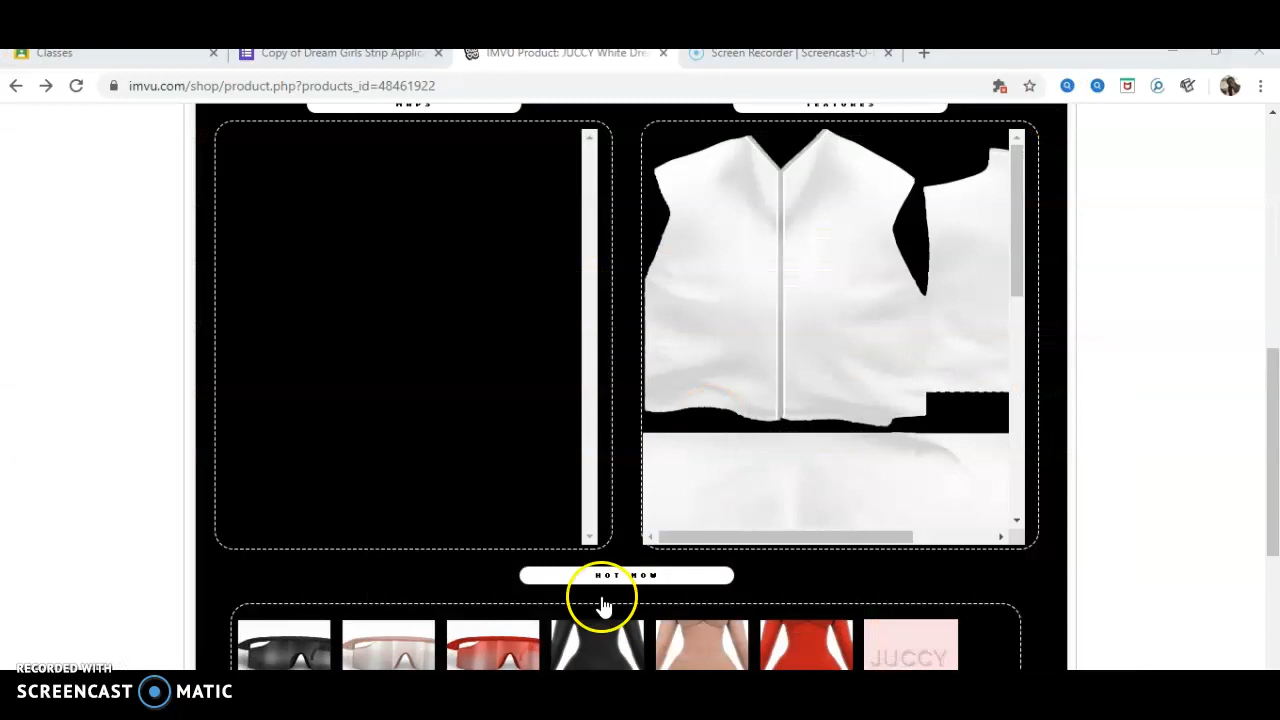 Classes
Copy of Dream Girls Strip Applic
IMVU Product: JUCCY White Dre
Screen Recorder | Screencast-O-
imvu.com/shop/product.php?products_id=48461922
HOT NOW
JUCCY
RECORDED WITH
SCREENCAST MATIC